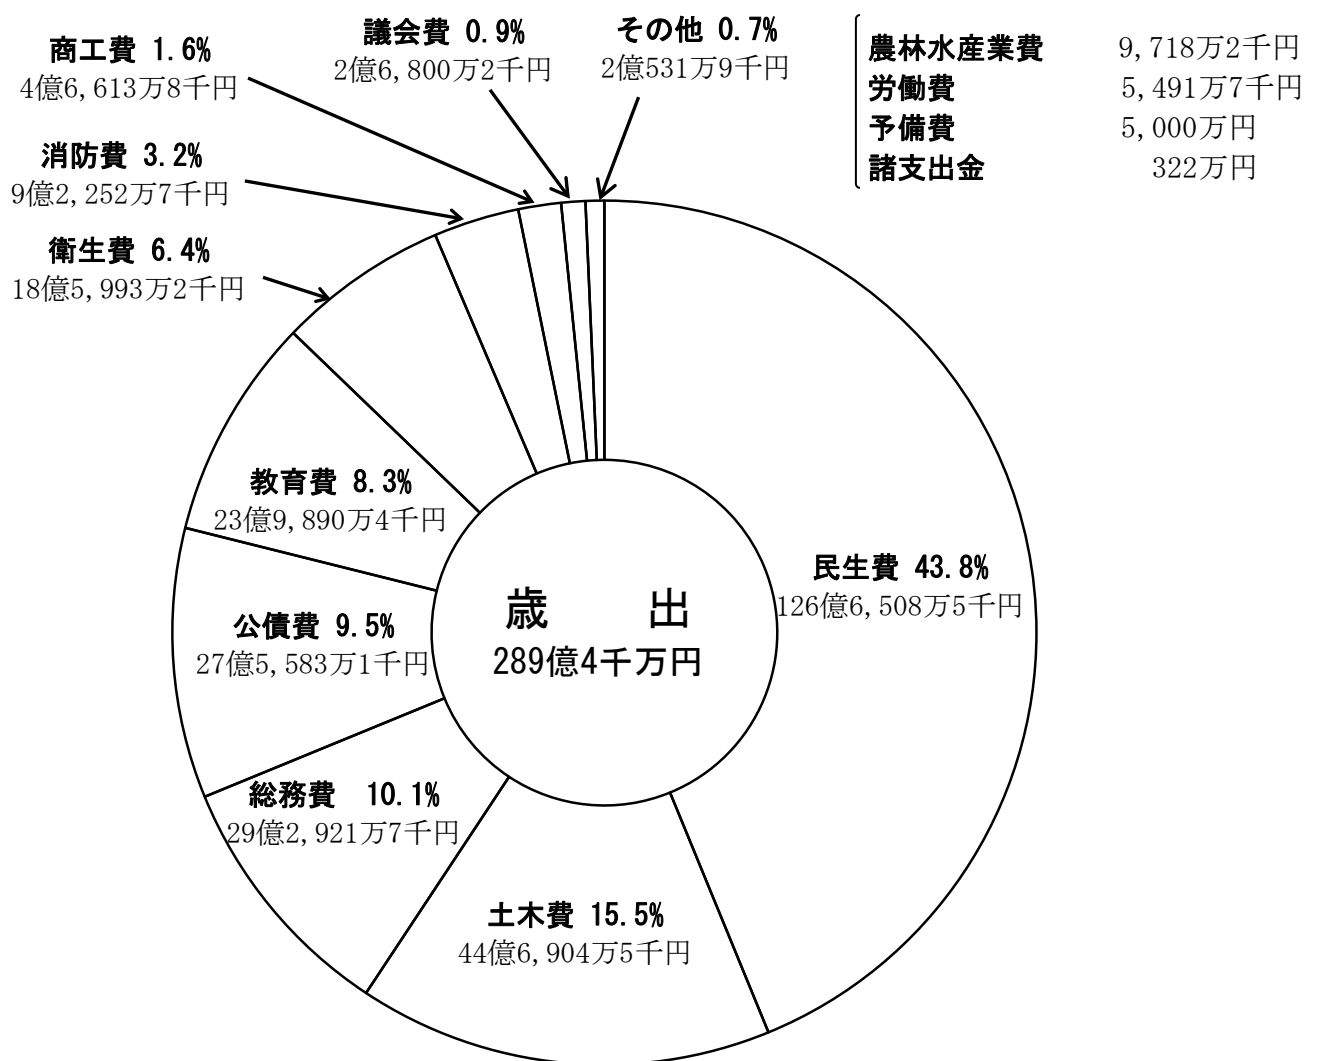 商工費 1.6%
4億6,613万8千円
議会費 0.9%
2億6,800万2千円
その他 0.7%
2億531万9千円
農林水産業費 9,718万2千円
労働費 5,491万7千円
予備費 5,000万円
諸支出金 322万円
消防費 3.2%
9億2,252万7千円
衛生費 6.4%
18億5,993万2千円
教育費 8.3%
23億9,890万4千円
公債費 9.5%
27億5,583万1千円
総務費 10.1%
29億2,921万7千円
土木費 15.5%
44億6,904万5千円
民生費 43.8%
126億6,508万5千円
歳 出
289億4千万円